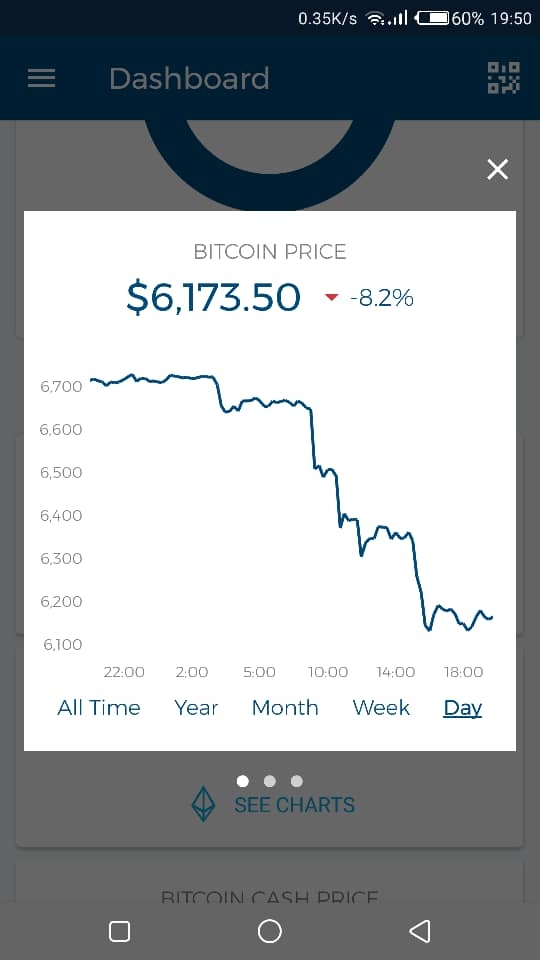 0.35K/s 60% 19:50
Dashboard
BITCOIN PRICE
$6,173.50 -8.2%
6,700
6,600
6,500
6,400
6,300
6,200
6,100
22:00 2:00 5:00 10:00 14:00 18:00
All Time Year Month Week Day
SEE CHARTS
BITCOIN CASH PRICE